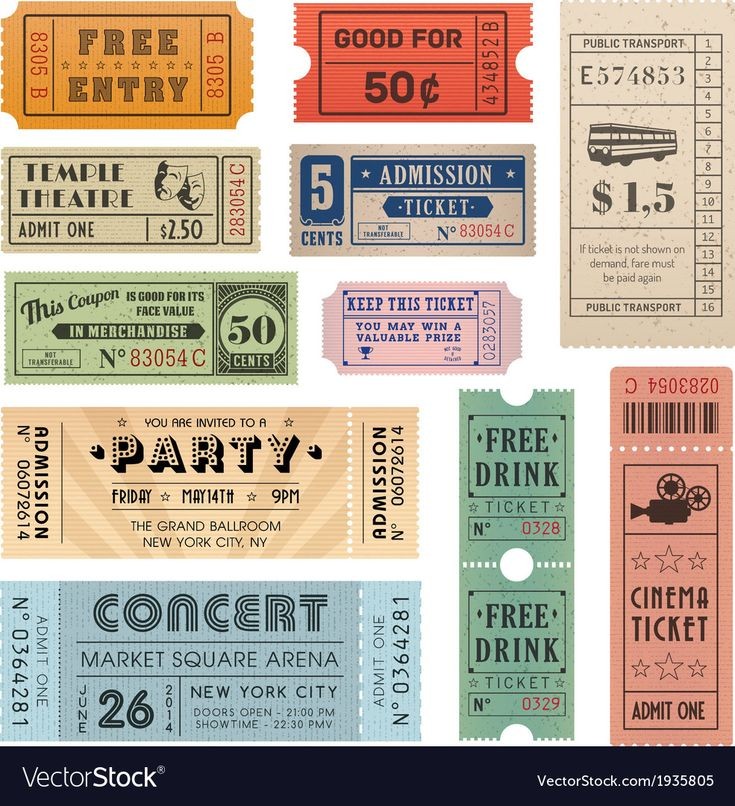 8305 B
FREE
ENTRY
8305 B
GOOD FOR
50¢
434852 B
PUBLIC TRANSPORT
E574853
$1,5
If ticket is not shown on
demand, fare must
be paid again
PUBLIC TRANSPORT
1
2
3
4
5
6
7
8
9
10
11
12
13
14
15
16
TEMPLE
THEATRE
ADMIT ONE
$2.50
283054 C
5
CENTS
ADMISSION
TICKET
NOT
TRANSFERABLE
N° 83054 C
This Coupon
IS GOOD FOR ITS
FACE VALUE
IN MERCHANDISE
NOT
TRANSFERABLE
N° 83054 C
50
CENTS
KEEP THIS TICKET
YOU MAY WIN A
VALUABLE PRIZE
NOT GOOD IF
DETACHED
0283057
N° 06072614
ADMISSION
YOU ARE INVITED TO A
PARTY
FRIDAY MAY14TH 9PM
THE GRAND BALLROOM
NEW YORK CITY, NY
ADMISSION
N° 06072614
FREE
DRINK
TICKET
N° 0328
FREE
DRINK
TICKET
N° 0329
0283054 C
CINEMA
TICKET
ADMIT ONE
N° 0364281
ADMIT ONE
CONCERT
MARKET SQUARE ARENA
JUNE
26
2014
NEW YORK CITY
DOORS OPEN - 21:00 PM
SHOWTIME - 22:30 PMV
ADMIT ONE
N° 0364281
VectorStock®
VectorStock.com/1935805